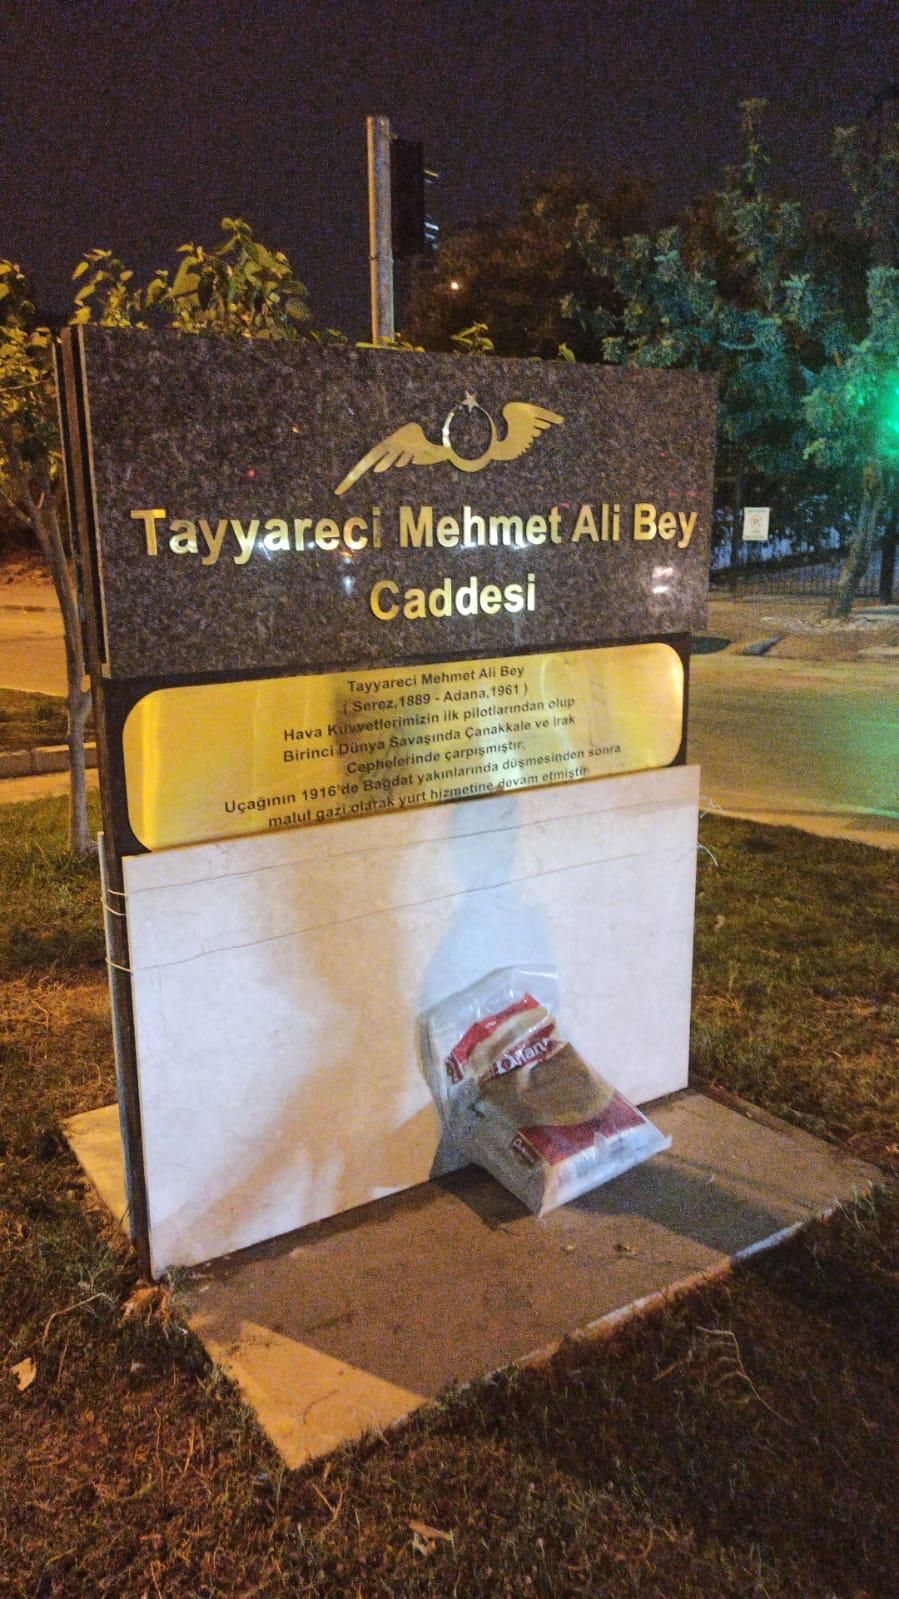 Tayyareci Mehmet Ali Bey
Caddesi
Tayyareci Mehmet Ali Bey
( Serez,1889 - Adana,1961 )
Hava Kuvvetlerimizin ilk pilotlarından olup
Birinci Dünya Savaşında Çanakkale ve Irak
Cephelerinde çarpışmıştır.
Uçağının 1916'de Bağdat yakınlarında düşmesinden sonra
malul gazi olarak yurt hizmetine devam etmiştir.